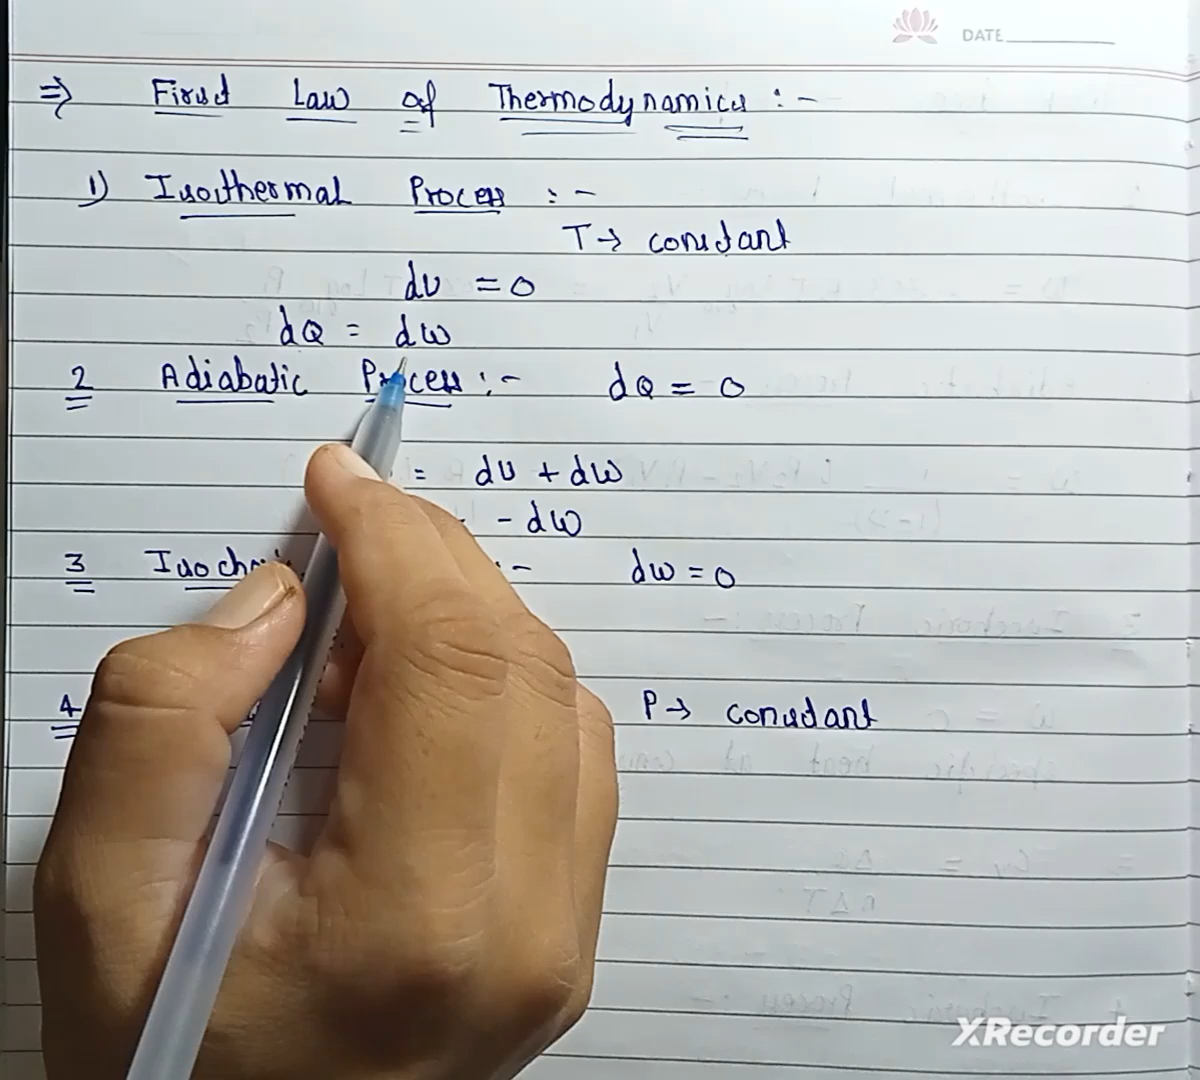 DATE
⇒ First Law of Thermodynamics :-
1) Isothermal Process :-
T → constant
dU = 0
dQ = dW
2 Adiabatic Process :- dQ = 0
= dU + dW
- dW
3 :- dW = 0
4 P → constant
XRecorder